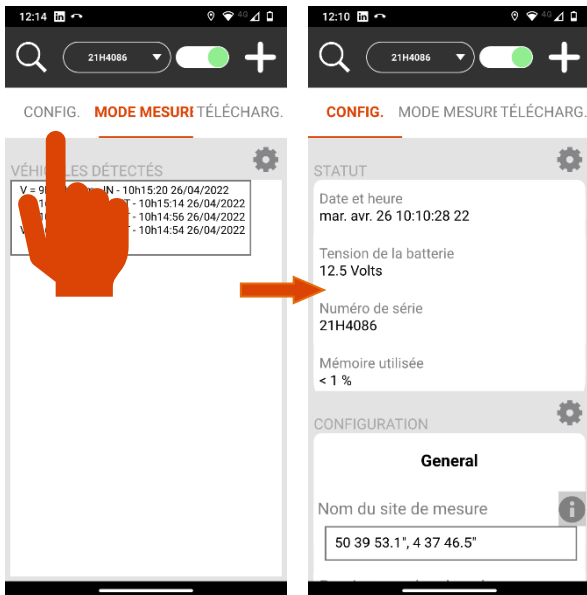 12:14
40
21H4086
CONFIG. MODE MESURE TÉLÉCHARG.
VÉHIC LES DÉTECTÉS
V = 9 IN - 10h15:20 26/04/2022
T - 10h15:14 26/04/2022
T - 10h14:56 26/04/2022
T - 10h14:54 26/04/2022
12:10
40
21H4086
CONFIG. MODE MESURE TÉLÉCHARG.
STATUT
Date et heure
mar. avr. 26 10:10:28 22
Tension de la batterie
12.5 Volts
Numéro de série
21H4086
Mémoire utilisée
< 1 %
CONFIGURATION
General
Nom du site de mesure
50 39 53.1", 4 37 46.5"